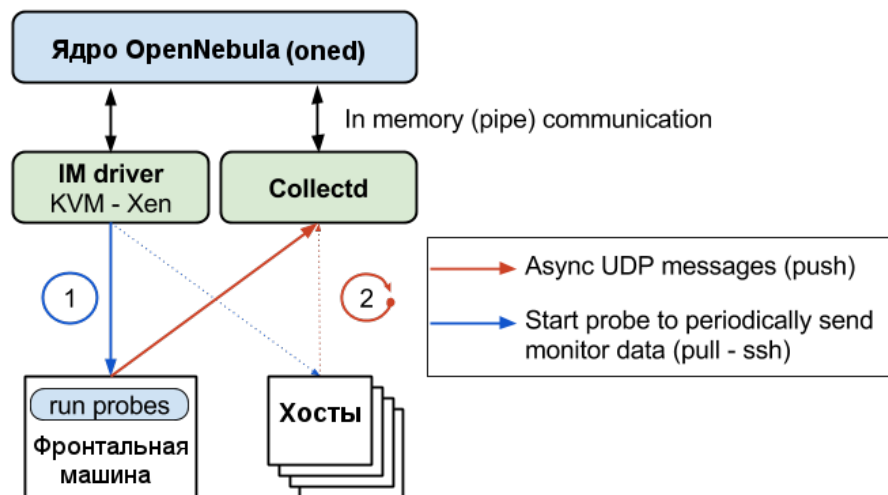 Ядро OpenNebula (oned)
In memory (pipe) communication
IM driver
KVM - Xen
Collectd
1
2
Async UDP messages (push)
Start probe to periodically send
monitor data (pull - ssh)
run probes
Фронтальная
машина
Хосты